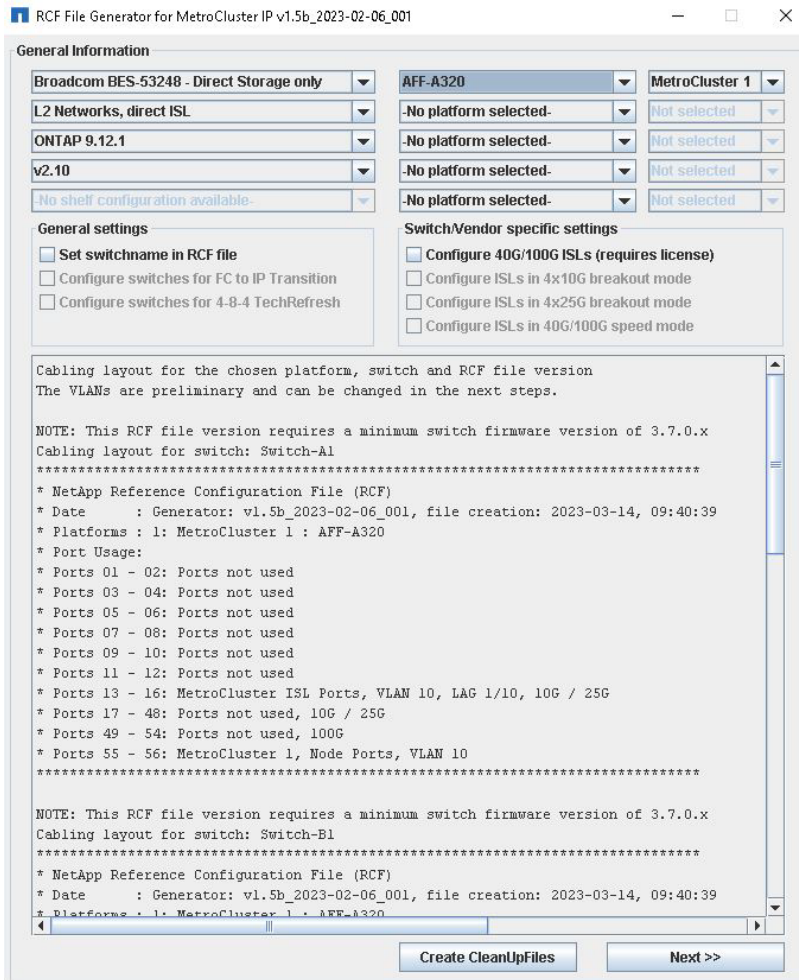 RCF File Generator for MetroCluster IP v1.5b_2023-02-06_001
General Information
Broadcom BES-53248 - Direct Storage only
AFF-A320
MetroCluster 1
L2 Networks, direct ISL
-No platform selected-
Not selected
ONTAP 9.12.1
-No platform selected-
Not selected
v2.10
-No platform selected-
Not selected
-No shelf configuration available-
-No platform selected-
Not selected
General settings
Set switchname in RCF file
Configure switches for FC to IP Transition
Configure switches for 4-8-4 TechRefresh
Switch/Vendor specific settings
Configure 40G/100G ISLs (requires license)
Configure ISLs in 4x10G breakout mode
Configure ISLs in 4x25G breakout mode
Configure ISLs in 40G/100G speed mode
Cabling layout for the chosen platform, switch and RCF file version
The VLANs are preliminary and can be changed in the next steps.
NOTE: This RCF file version requires a minimum switch firmware version of 3.7.0.x
Cabling layout for switch: Switch-A1
********************************************************************************
* NetApp Reference Configuration File (RCF)
* Date      : Generator: v1.5b_2023-02-06_001, file creation: 2023-03-14, 09:40:39
* Platforms : 1: MetroCluster 1 : AFF-A320
* Port Usage:
* Ports 01 - 02: Ports not used
* Ports 03 - 04: Ports not used
* Ports 05 - 06: Ports not used
* Ports 07 - 08: Ports not used
* Ports 09 - 10: Ports not used
* Ports 11 - 12: Ports not used
* Ports 13 - 16: MetroCluster ISL Ports, VLAN 10, LAG 1/10, 10G / 25G
* Ports 17 - 48: Ports not used, 10G / 25G
* Ports 49 - 54: Ports not used, 100G
* Ports 55 - 56: MetroCluster 1, Node Ports, VLAN 10
********************************************************************************
NOTE: This RCF file version requires a minimum switch firmware version of 3.7.0.x
Cabling layout for switch: Switch-B1
********************************************************************************
* NetApp Reference Configuration File (RCF)
* Date      : Generator: v1.5b_2023-02-06_001, file creation: 2023-03-14, 09:40:39
* Platforms : 1: MetroCluster 1 : AFF-A320
Create CleanUpFiles
Next >>